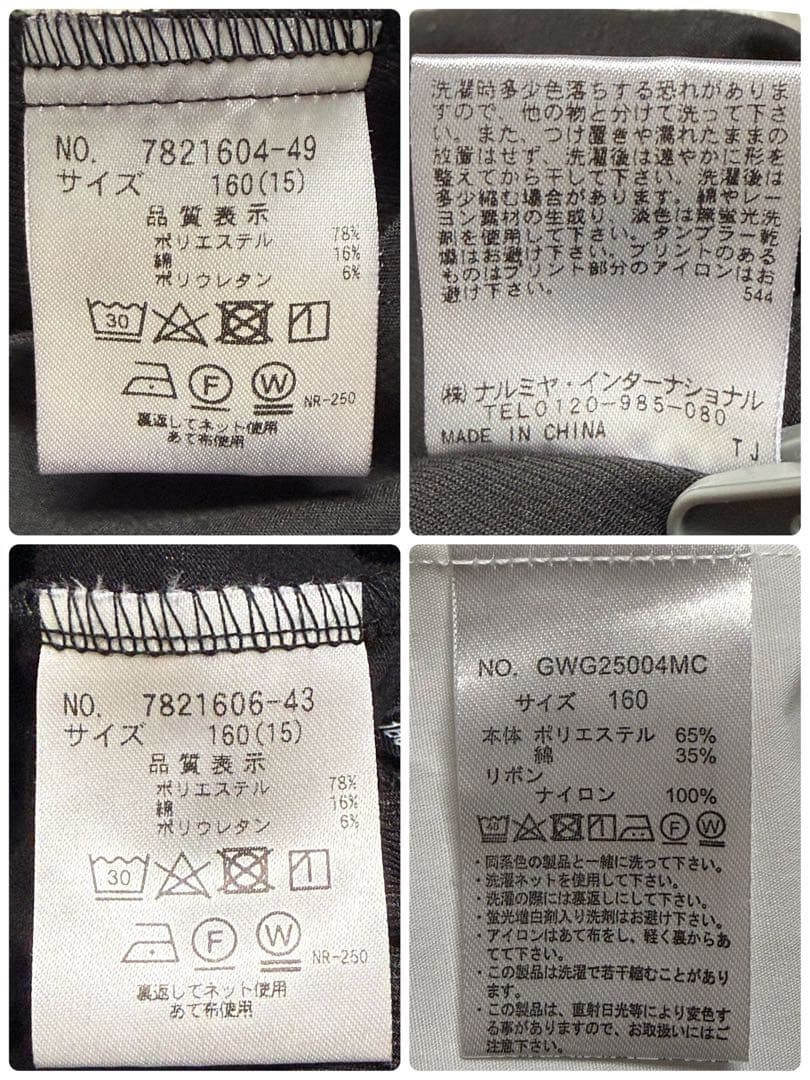 NO. 7821604-49
サイズ 160(15)
品質表示
ポリエステル 78%
綿 16%
ポリウレタン 6%
30
F W NR-250
裏返してネット使用
あて布使用
洗濯時多少色落ちする恐れがありま
すので、他の物と分けて洗って下さ
い。また、つけ置きや濡れたままの
放置はせず、洗濯後は速やかに形を
整えてから干して下さい。洗濯後は
多少縮む場合があります。綿やレー
ヨン素材の生成り、淡色は無蛍光洗
剤を使用して下さい。タンブラー乾
燥はお避け下さい。プリントのある
ものはプリント部分のアイロンはお
避け下さい。 544
(株)ナルミヤ・インターナショナル
TEL0120-985-080
MADE IN CHINA
TJ
NO. 7821606-43
サイズ 160(15)
品質表示
ポリエステル 78%
綿 16%
ポリウレタン 6%
30
F W NR-250
裏返してネット使用
あて布使用
NO. GWG25004MC
サイズ 160
本体 ポリエステル 65%
綿 35%
リボン
ナイロン 100%
40 F W
・同系色の製品と一緒に洗って下さい。
・洗濯ネットを使用して下さい。
・洗濯の際には裏返しにして下さい。
・蛍光増白剤入り洗剤はお避け下さい。
・アイロンはあて布をし、軽く裏からあ
てて下さい。
・この製品は洗濯で若干縮むことがあり
ます。
・この製品は、直射日光等により変色す
る事がありますので、お取扱いにはご
注意下さい。